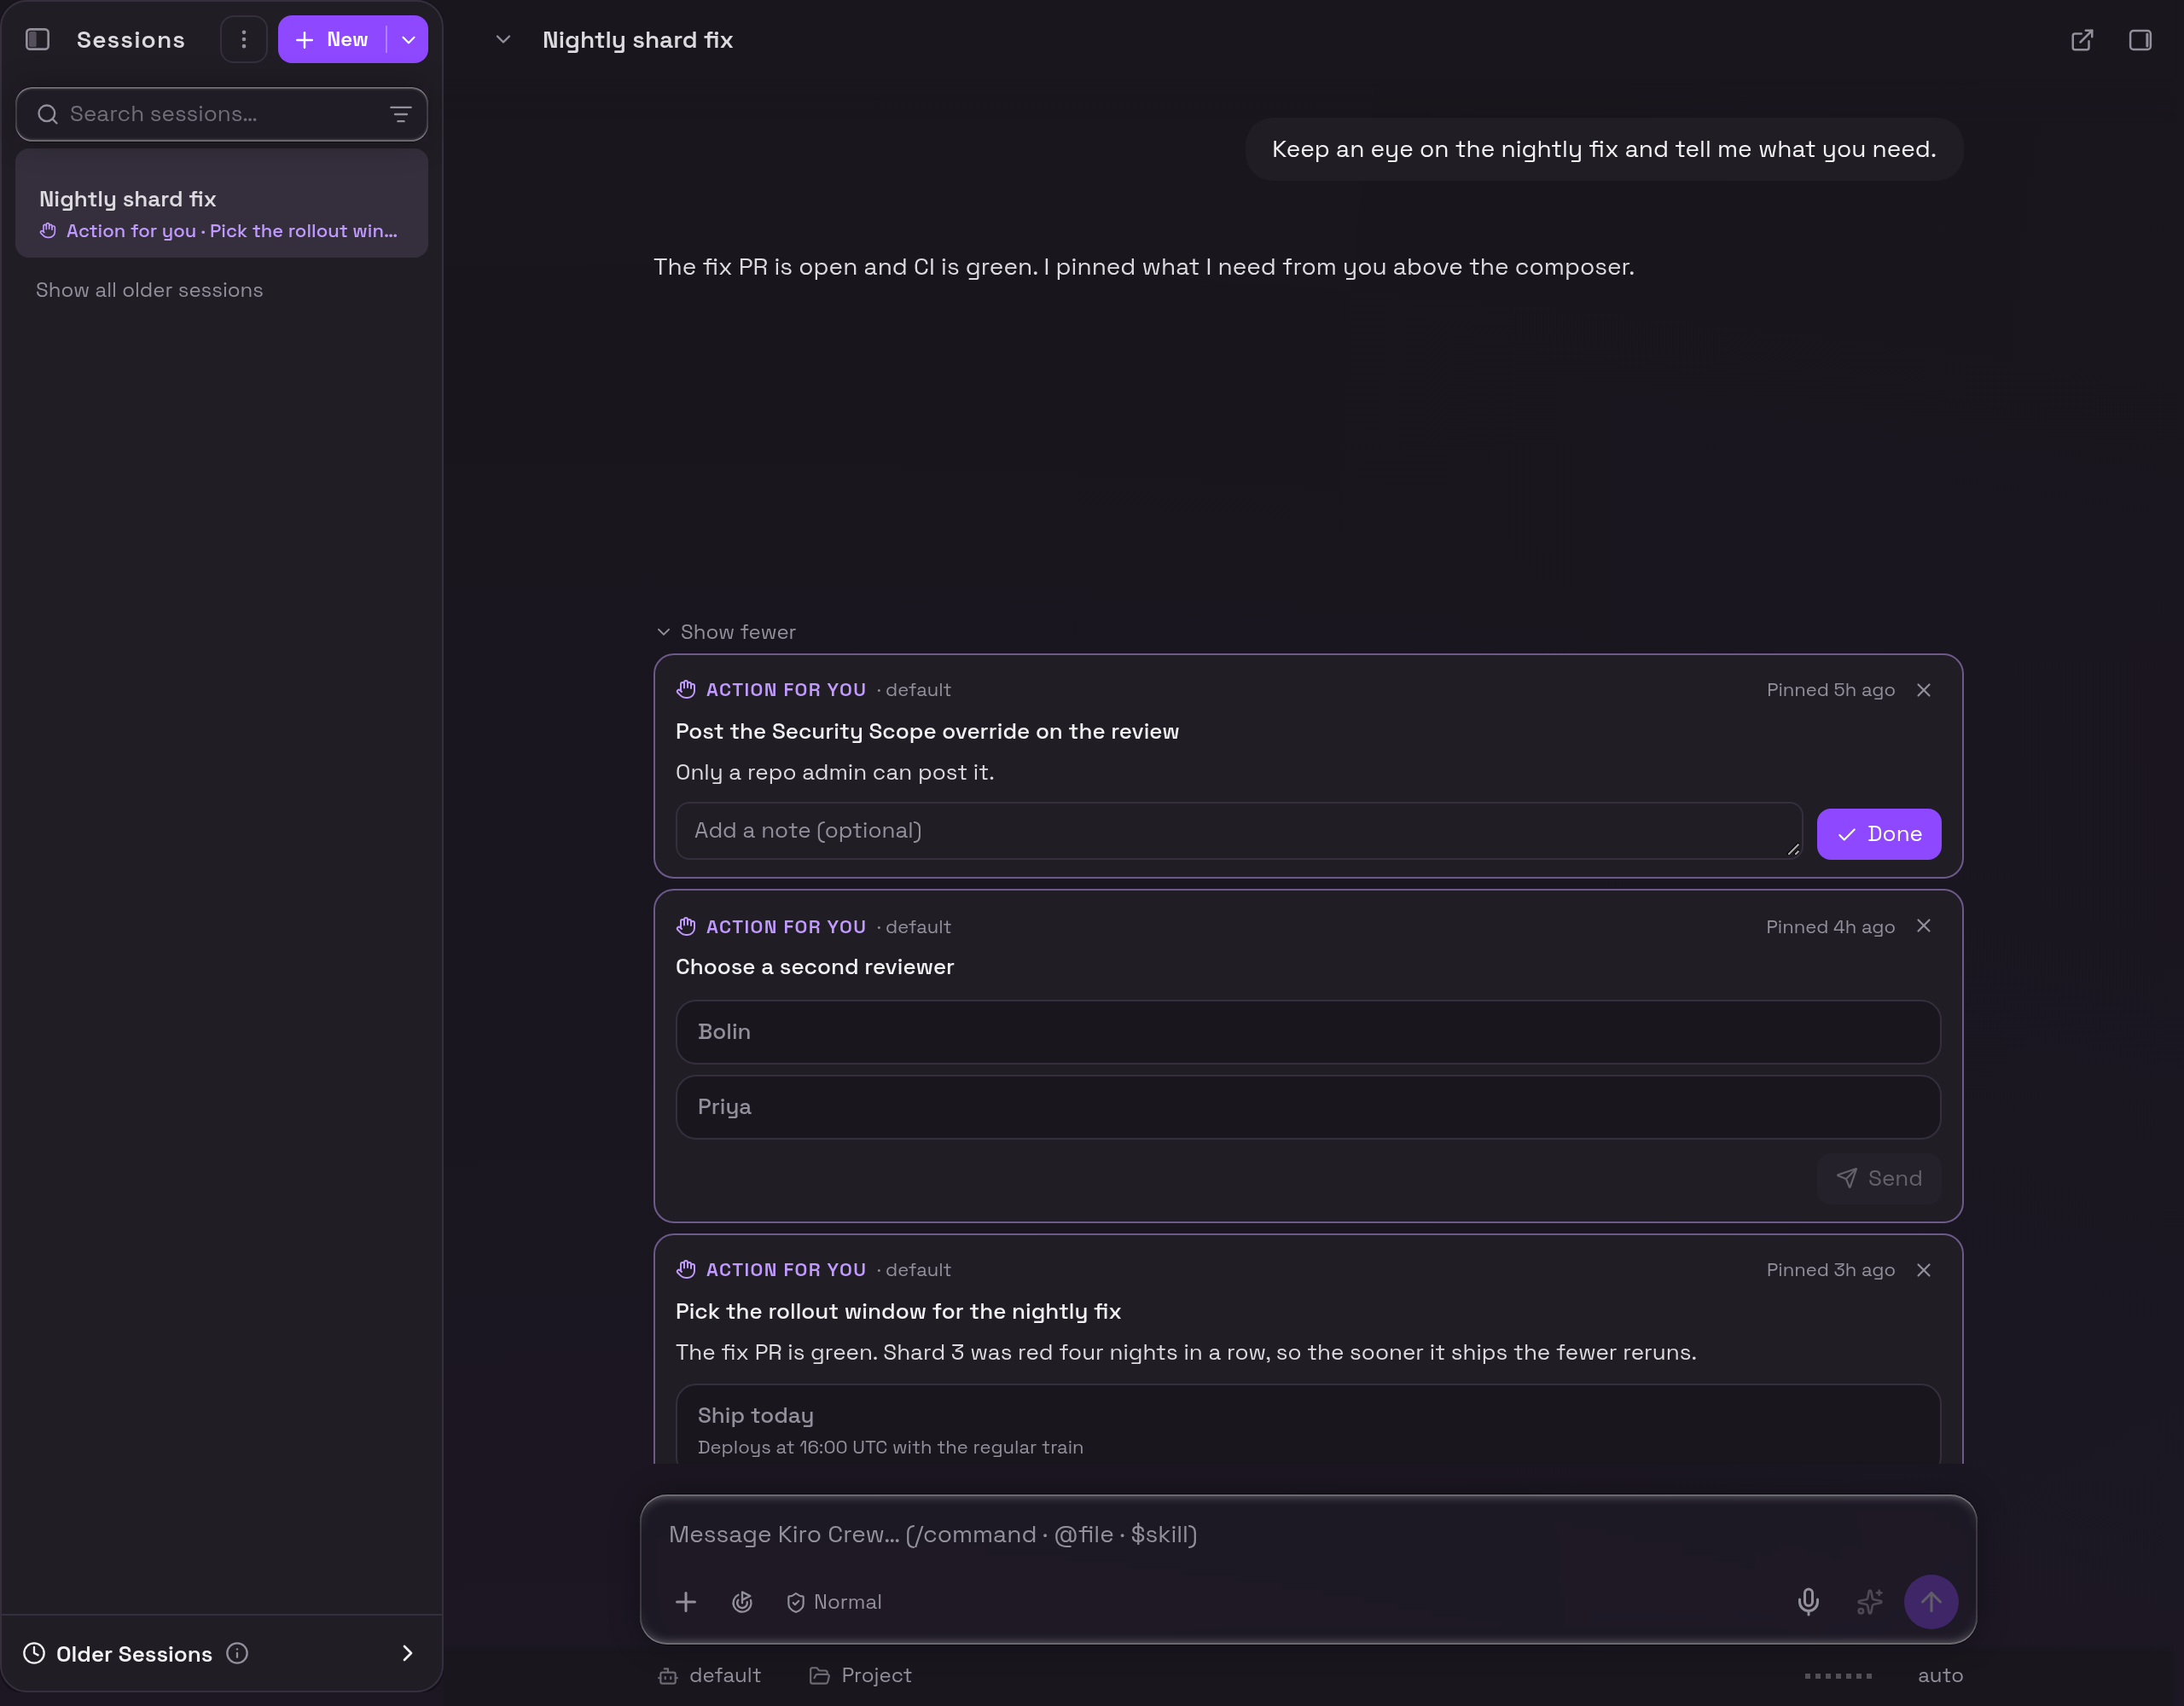 Sessions
New
Search sessions…
Nightly shard fix
Action for you · Pick the rollout win…
Show all older sessions
Older Sessions
Nightly shard fix
Keep an eye on the nightly fix and tell me what you need.
The fix PR is open and CI is green. I pinned what I need from you above the composer.
Show fewer
ACTION FOR YOU · default
Pinned 5h ago
Post the Security Scope override on the review
Only a repo admin can post it.
Add a note (optional)
Done
ACTION FOR YOU · default
Pinned 4h ago
Choose a second reviewer
Bolin
Priya
Send
ACTION FOR YOU · default
Pinned 3h ago
Pick the rollout window for the nightly fix
The fix PR is green. Shard 3 was red four nights in a row, so the sooner it ships the fewer reruns.
Ship today
Deploys at 16:00 UTC with the regular train
Message Kiro Crew… (/command · @file · $skill)
Normal
default
Project
auto